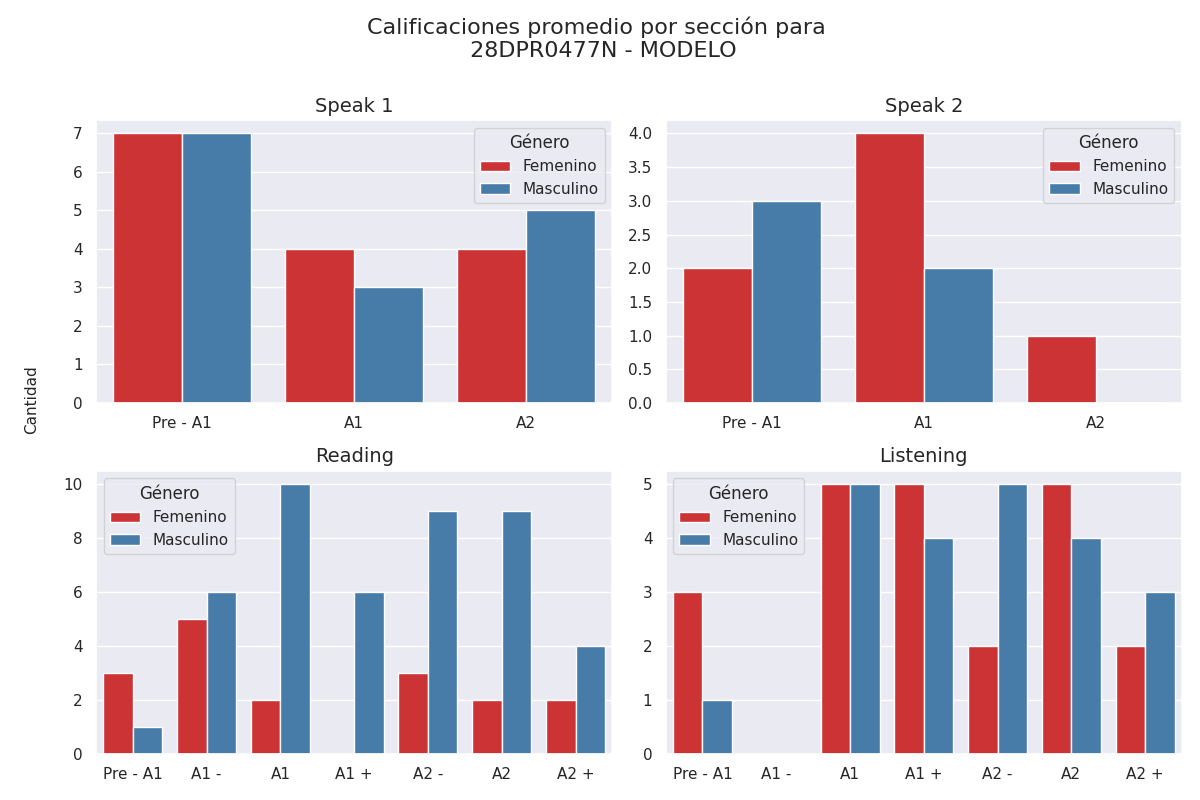 Calificaciones promedio por sección para
28DPR0477N - MODELO
Cantidad
Speak 1
7
6
5
4
3
2
1
0
Género
Femenino
Masculino
Pre - A1 A1 A2
Speak 2
4.0
3.5
3.0
2.5
2.0
1.5
1.0
0.5
0.0
Género
Femenino
Masculino
Pre - A1 A1 A2
Reading
10
8
6
4
2
0
Género
Femenino
Masculino
Pre - A1 A1 - A1 A1 + A2 - A2 A2 +
Listening
5
4
3
2
1
0
Género
Femenino
Masculino
Pre - A1 A1 - A1 A1 + A2 - A2 A2 +